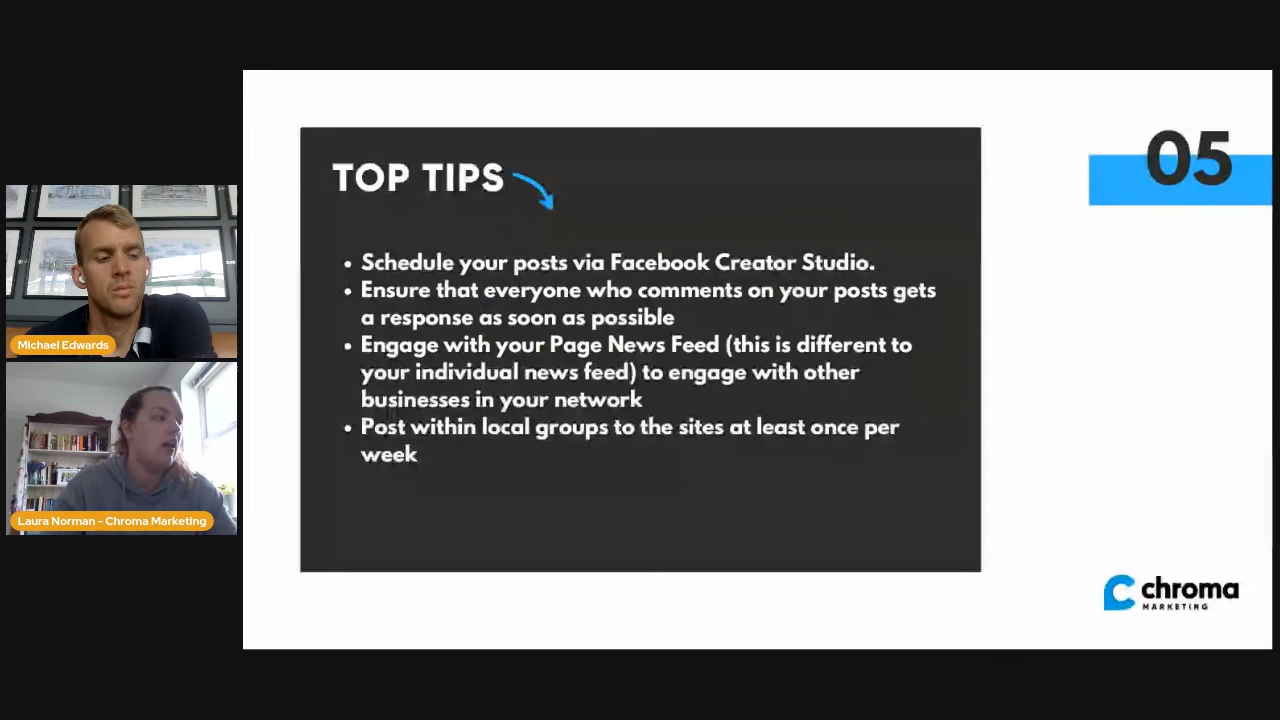 TOP TIPS
05
• Schedule your posts via Facebook Creator Studio.
• Ensure that everyone who comments on your posts gets
a response as soon as possible
• Engage with your Page News Feed (this is different to
your individual news feed) to engage with other
businesses in your network
• Post within local groups to the sites at least once per
week
Michael Edwards
Laura Norman - Chroma Marketing
chroma
MARKETING